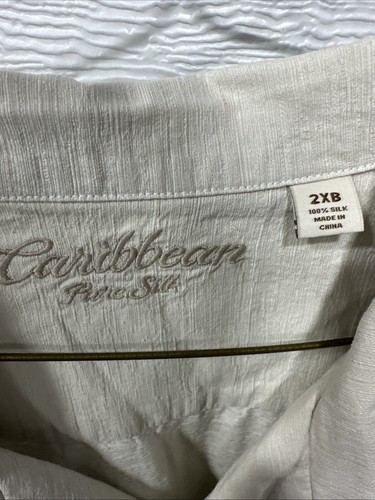 Caribbean
Pure Silk
2XB
100% SILK
MADE IN
CHINA